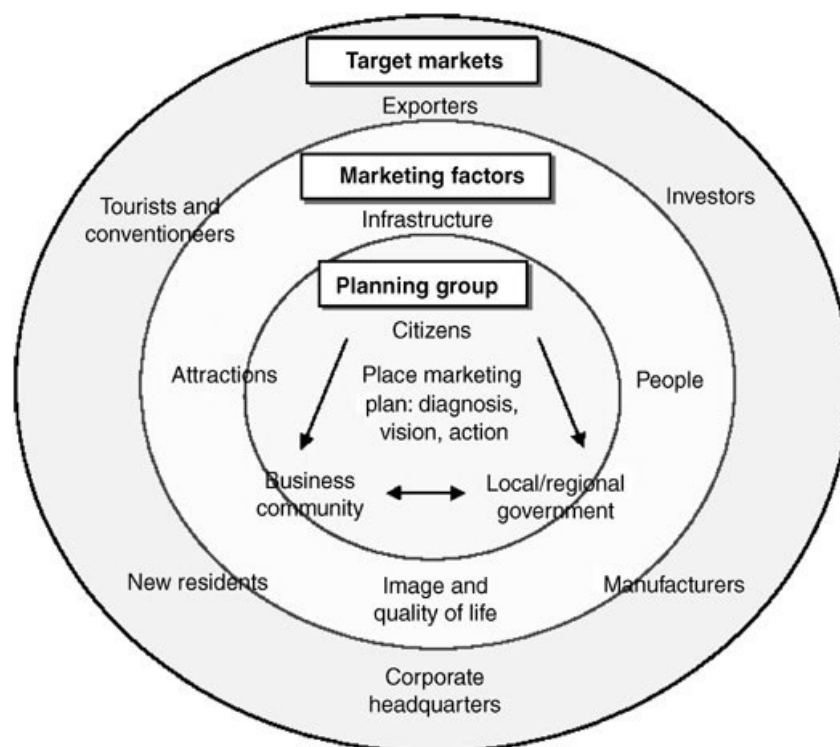 Target markets
Exporters
Marketing factors
Investors
Tourists and
conventioneers
Infrastructure
Planning group
Citizens
Attractions
Place marketing
plan: diagnosis,
vision, action
People
Business
community
Local/regional
government
New residents
Image and
quality of life
Manufacturers
Corporate
headquarters